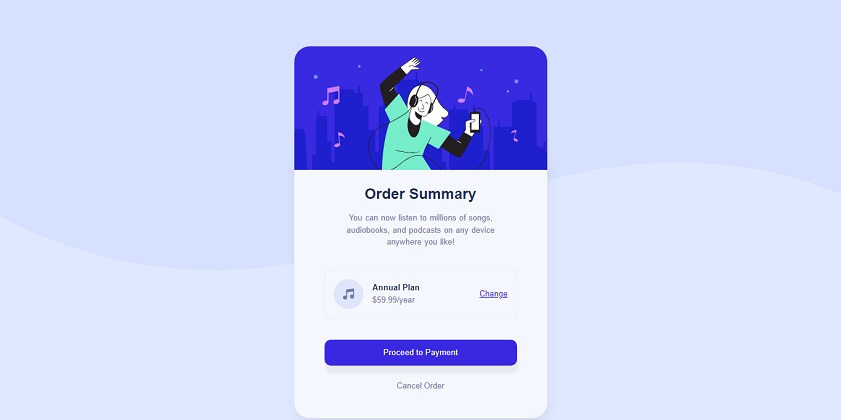 Order Summary
You can now listen to millions of songs,
audiobooks, and podcasts on any device
anywhere you like!
Annual Plan
$59.99/year
Change
Proceed to Payment
Cancel Order